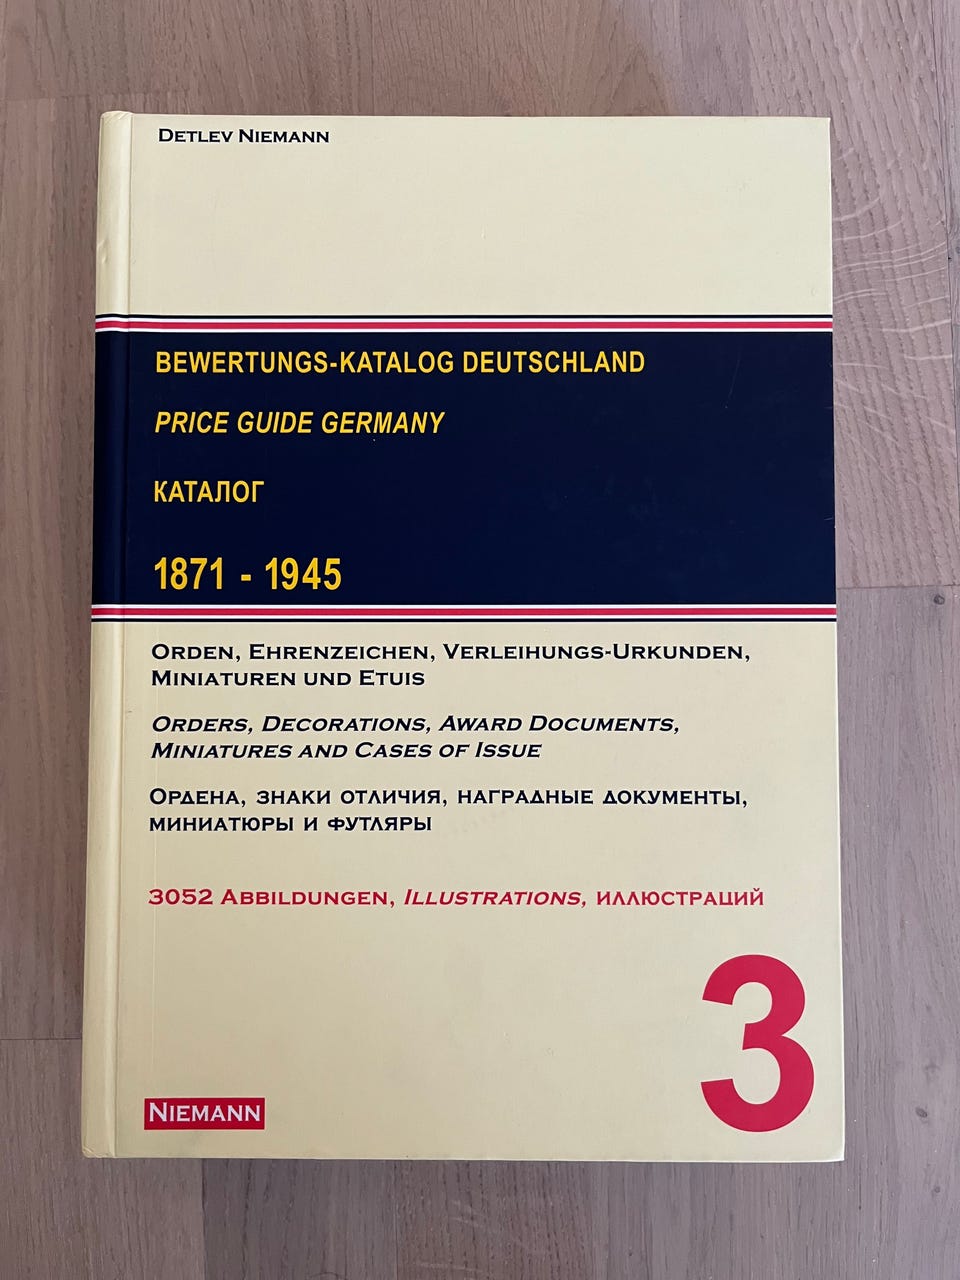 DETLEV NIEMANN
BEWERTUNGS-KATALOG DEUTSCHLAND
PRICE GUIDE GERMANY
КАТАЛОГ
1871 - 1945
ORDEN, EHRENZEICHEN, VERLEIHUNGS-URKUNDEN,
MINIATUREN UND ETUIS
ORDERS, DECORATIONS, AWARD DOCUMENTS,
MINIATURES AND CASES OF ISSUE
ОРДЕНА, ЗНАКИ ОТЛИЧИЯ, НАГРАДНЫЕ ДОКУМЕНТЫ,
МИНИАТЮРЫ И ФУТЛЯРЫ
3052 ABBILDUNGEN, ILLUSTRATIONS, ИЛЛЮСТРАЦИЙ
3
NIEMANN